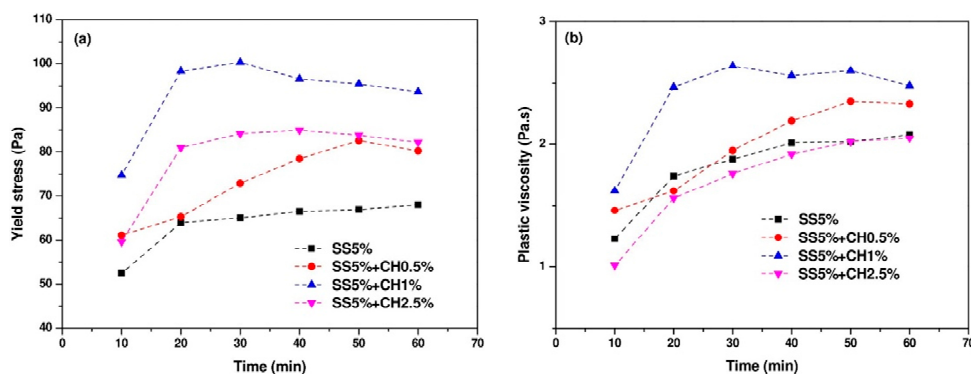 (a)
Yield stress (Pa)
110
100
90
80
70
60
50
40
0 10 20 30 40 50 60 70
Time (min)
SS5%
SS5%+CH0.5%
SS5%+CH1%
SS5%+CH2.5%
(b)
Plastic viscosity (Pa.s)
3
2
1
0 10 20 30 40 50 60 70
Time (min)
SS5%
SS5%+CH0.5%
SS5%+CH1%
SS5%+CH2.5%